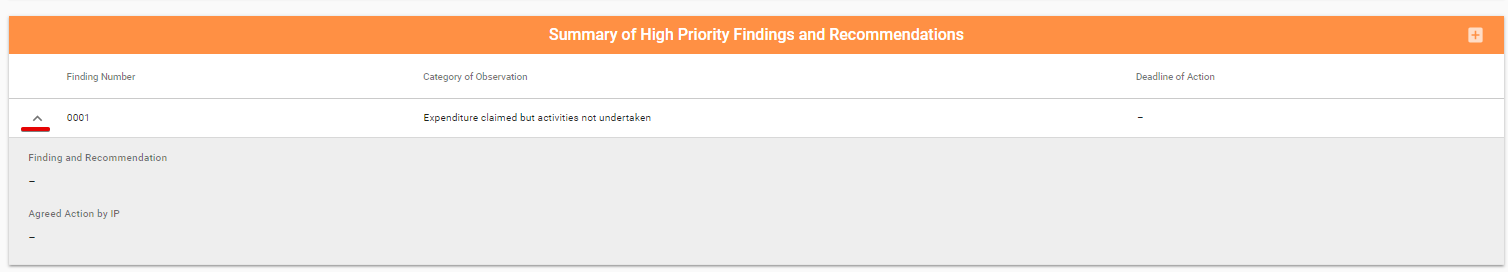 Summary of High Priority Findings and Recommendations
Finding Number Category of Observation Deadline of Action
0001 Expenditure claimed but activities not undertaken –
Finding and Recommendation
–
Agreed Action by IP
–